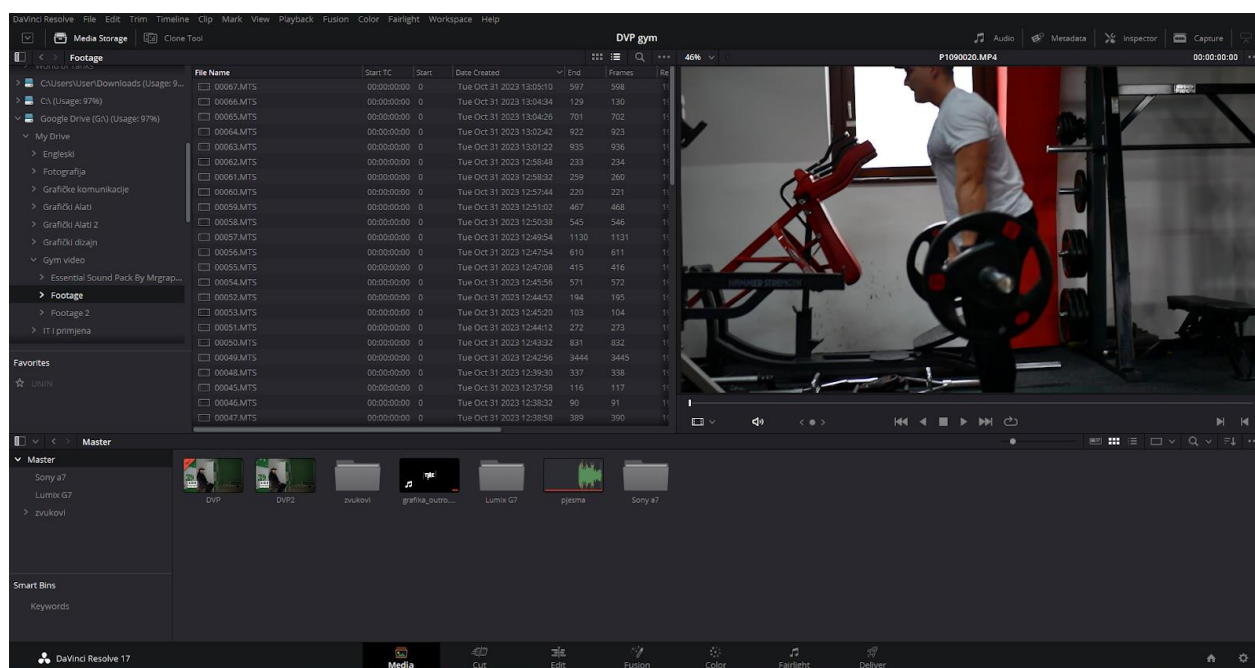 DaVinci Resolve File Edit Trim Timeline Clip Mark View Playback Fusion Color Fairlight Workspace Help
Media Storage Clone Tool DVP gym Audio Metadata Inspector Capture
Footage 46% P1090020.MP4 00:00:00:00
File Name Start TC Start Date Created End Frames Re
C:\Users\User\Downloads (Usage: 9...
C:\ (Usage: 97%)
Google Drive (G:\) (Usage: 97%)
My Drive
Engleski
Fotografija
Grafičke komunikacije
Grafički Alati
Grafički Alati 2
Grafički dizajn
Gym video
Essential Sound Pack By Mrgrap...
Footage
Footage 2
IT I primjena
Favorites
UNIN
00067.MTS 00:00:00:00 0 Tue Oct 31 2023 13:05:10 597 598
00066.MTS 00:00:00:00 0 Tue Oct 31 2023 13:04:34 129 130
00065.MTS 00:00:00:00 0 Tue Oct 31 2023 13:04:26 701 702
00064.MTS 00:00:00:00 0 Tue Oct 31 2023 13:02:42 922 923
00063.MTS 00:00:00:00 0 Tue Oct 31 2023 13:01:22 935 936
00062.MTS 00:00:00:00 0 Tue Oct 31 2023 12:58:48 233 234
00061.MTS 00:00:00:00 0 Tue Oct 31 2023 12:58:32 259 260
00060.MTS 00:00:00:00 0 Tue Oct 31 2023 12:57:44 220 221
00059.MTS 00:00:00:00 0 Tue Oct 31 2023 12:51:02 467 468
00058.MTS 00:00:00:00 0 Tue Oct 31 2023 12:50:38 545 546
00057.MTS 00:00:00:00 0 Tue Oct 31 2023 12:49:54 1130 1131
00056.MTS 00:00:00:00 0 Tue Oct 31 2023 12:47:54 610 611
00055.MTS 00:00:00:00 0 Tue Oct 31 2023 12:47:08 415 416
00054.MTS 00:00:00:00 0 Tue Oct 31 2023 12:45:56 571 572
00052.MTS 00:00:00:00 0 Tue Oct 31 2023 12:44:52 194 195
00053.MTS 00:00:00:00 0 Tue Oct 31 2023 12:45:20 103 104
00051.MTS 00:00:00:00 0 Tue Oct 31 2023 12:44:12 272 273
00050.MTS 00:00:00:00 0 Tue Oct 31 2023 12:43:32 831 832
00049.MTS 00:00:00:00 0 Tue Oct 31 2023 12:42:56 3444 3445
00048.MTS 00:00:00:00 0 Tue Oct 31 2023 12:39:30 337 338
00045.MTS 00:00:00:00 0 Tue Oct 31 2023 12:37:58 116 117
00046.MTS 00:00:00:00 0 Tue Oct 31 2023 12:38:32 90 91
00047.MTS 00:00:00:00 0 Tue Oct 31 2023 12:38:58 389 390
HAMMER STRENGTH
Master
Master
Sony a7
Lumix G7
zvukovi
DVP DVP2 zvukovi grafika_outro.... Lumix G7 pjesma Sony a7
Smart Bins
Keywords
DaVinci Resolve 17 Media Cut Edit Fusion Color Fairlight Deliver